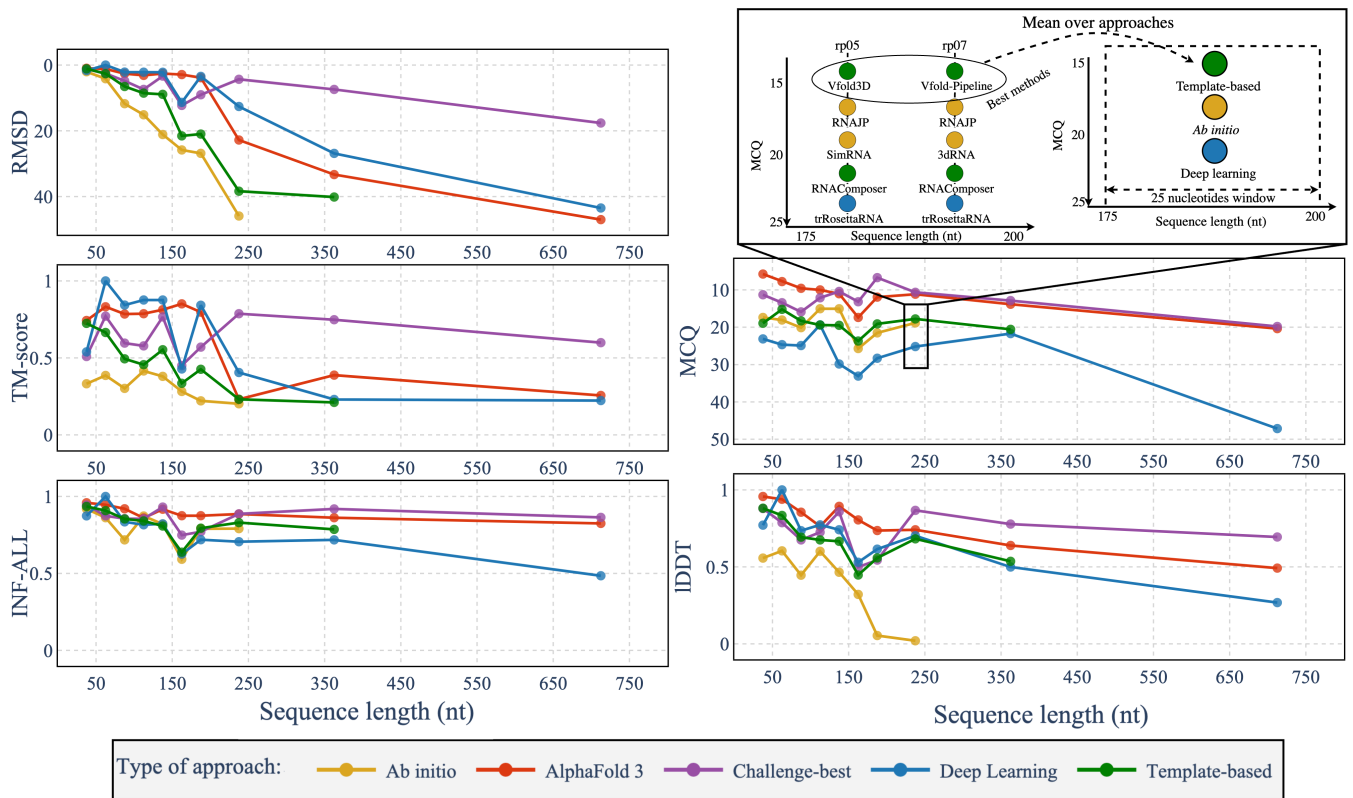 RMSD
0
20
40
50 150 250 350 450 550 650 750
TM-score
1
0.5
0
50 150 250 350 450 550 650 750
INF-ALL
1
0.5
0
50 150 250 350 450 550 650 750
Sequence length (nt)
Mean over approaches
rp05 rp07
Vfold3D Vfold-Pipeline
Best methods
RNAJP RNAJP
SimRNA 3dRNA
RNAComposer RNAComposer
trRosettaRNA trRosettaRNA
MCQ
15
20
25
175 Sequence length (nt) 200
MCQ
15
20
25
Template-based
Ab initio
Deep learning
25 nucleotides window
175 200
Sequence length (nt)
MCQ
10
20
30
40
50
50 150 250 350 450 550 650 750
lDDT
1
0.5
0
50 150 250 350 450 550 650 750
Sequence length (nt)
Type of approach: Ab initio AlphaFold 3 Challenge-best Deep Learning Template-based